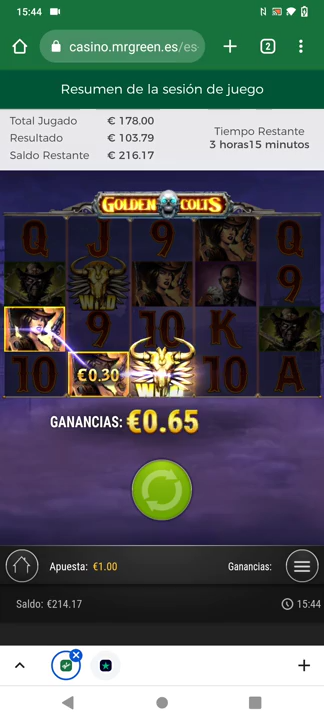 15:44
casino.mrgreen.es/es
2
Resumen de la sesión de juego
Total Jugado € 178.00
Resultado € 103.79
Saldo Restante € 216.17
Tiempo Restante
3 horas15 minutos
GOLDEN COLTS
Q J 9 Q
WILD 9
9 10 K
10 €0.30 WILD 10 A
GANANCIAS: €0.65
Apuesta: €1.00 Ganancias:
Saldo: €214.17 15:44